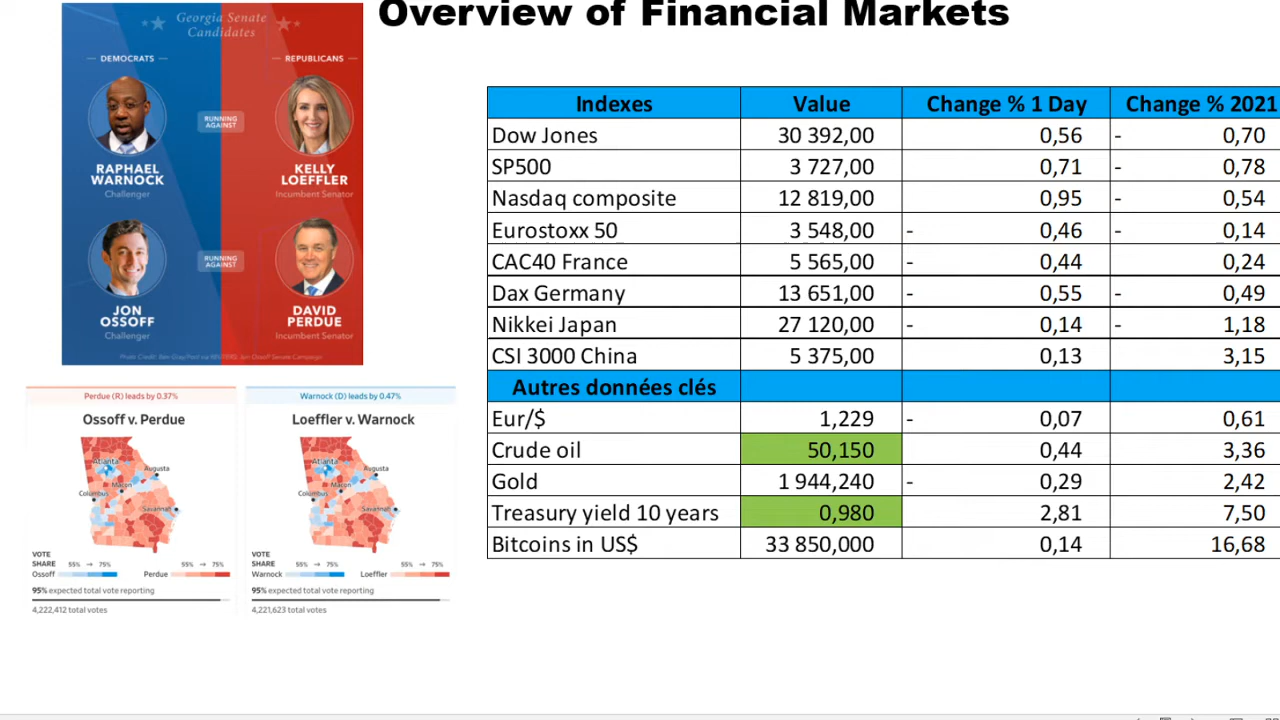 Overview of Financial Markets
Georgia Senate
Candidates
DEMOCRATS
REPUBLICANS
RUNNING
AGAINST
RAPHAEL
WARNOCK
Challenger
KELLY
LOEFFLER
Incumbent Senator
RUNNING
AGAINST
JON
OSSOFF
Challenger
DAVID
PERDUE
Incumbent Senator
Perdue (R) leads by 0.37%
Ossoff v. Perdue
Atlanta
Augusta
Macon
Columbus
Savannah
VOTE
SHARE 55% → 75% 55% → 75%
Ossoff Perdue
95% expected total vote reporting
4,222,412 total votes
Warnock (D) leads by 0.47%
Loeffler v. Warnock
Atlanta
Augusta
Macon
Columbus
Savannah
VOTE
SHARE 55% → 75% 55% → 75%
Warnock Loeffler
95% expected total vote reporting
4,221,623 total votes
Indexes Value Change % 1 Day Change % 2021
Dow Jones 30 392,00 0,56 - 0,70
SP500 3 727,00 0,71 - 0,78
Nasdaq composite 12 819,00 0,95 - 0,54
Eurostoxx 50 3 548,00 - 0,46 - 0,14
CAC40 France 5 565,00 - 0,44 0,24
Dax Germany 13 651,00 - 0,55 - 0,49
Nikkei Japan 27 120,00 - 0,14 - 1,18
CSI 3000 China 5 375,00 0,13 3,15
Autres données clés
Eur/$ 1,229 - 0,07 0,61
Crude oil 50,150 0,44 3,36
Gold 1 944,240 - 0,29 2,42
Treasury yield 10 years 0,980 2,81 7,50
Bitcoins in US$ 33 850,000 0,14 16,68